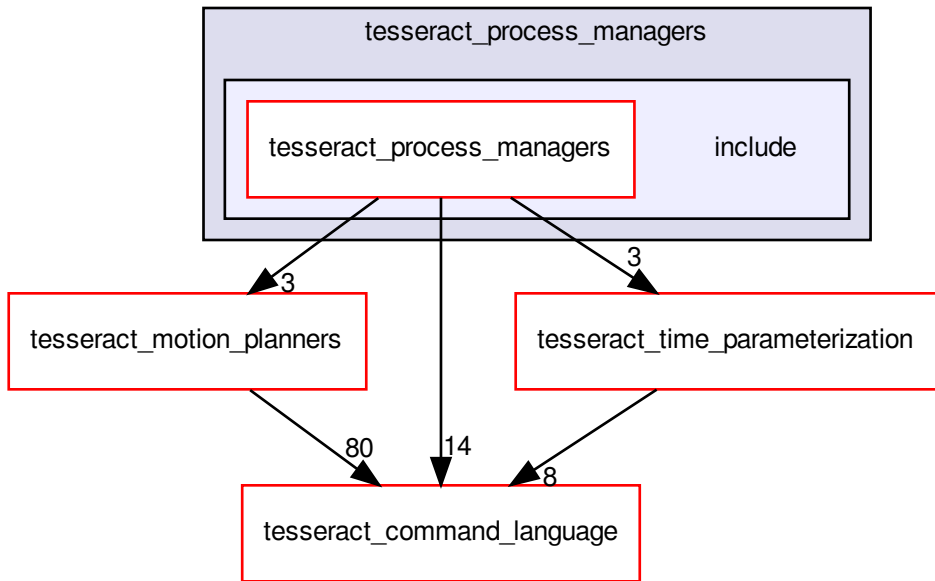 tesseract_process_managers
tesseract_process_managers
include
3
3
tesseract_motion_planners
tesseract_time_parameterization
80
14
8
tesseract_command_language